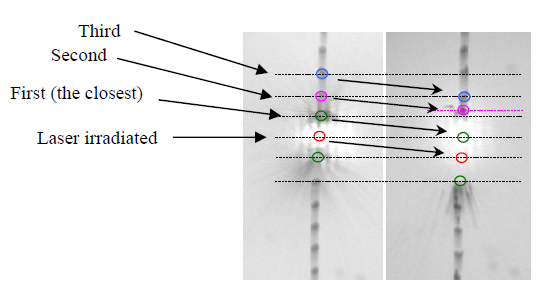 Third
Second
First (the closest)
Laser irradiated